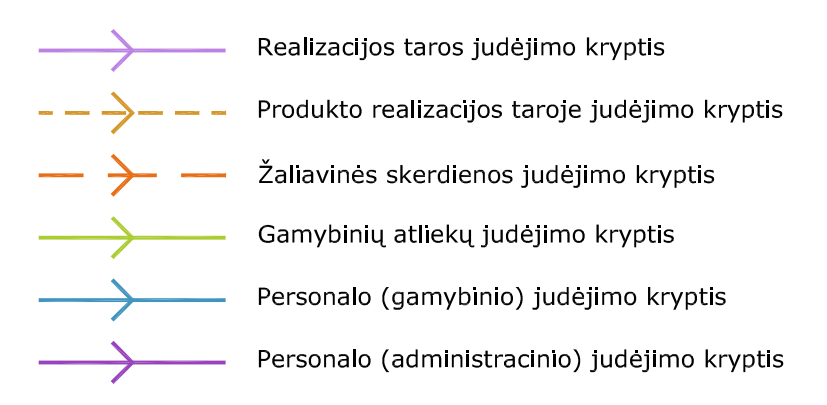 Realizacijos taros judėjimo kryptis
Produkto realizacijos taroje judėjimo kryptis
Žaliavinės skerdienos judėjimo kryptis
Gamybinių atliekų judėjimo kryptis
Personalo (gamybinio) judėjimo kryptis
Personalo (administracinio) judėjimo kryptis